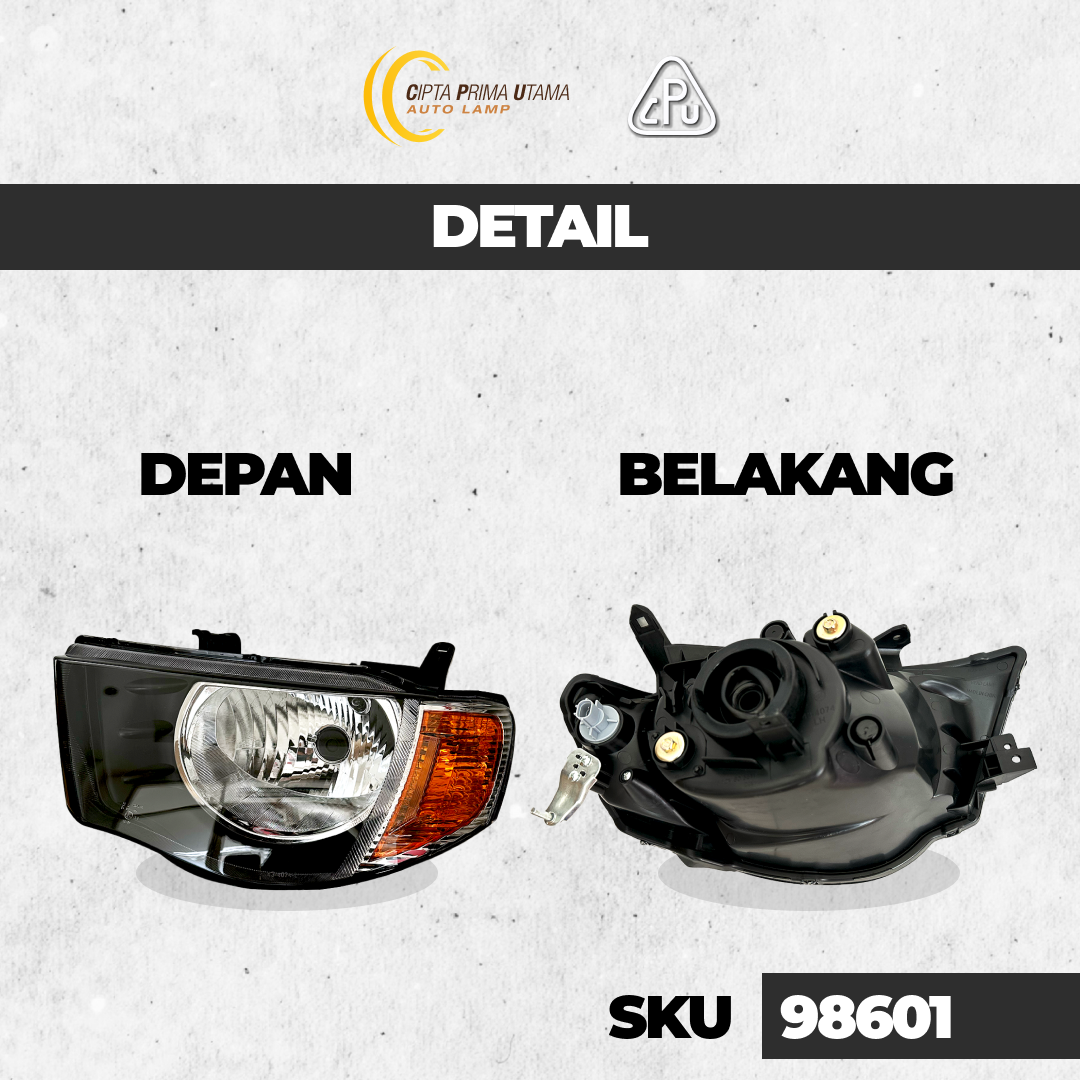 CIPTA PRIMA UTAMA
AUTO LAMP
CPU
DETAIL
DEPAN
BELAKANG
SKU 98601